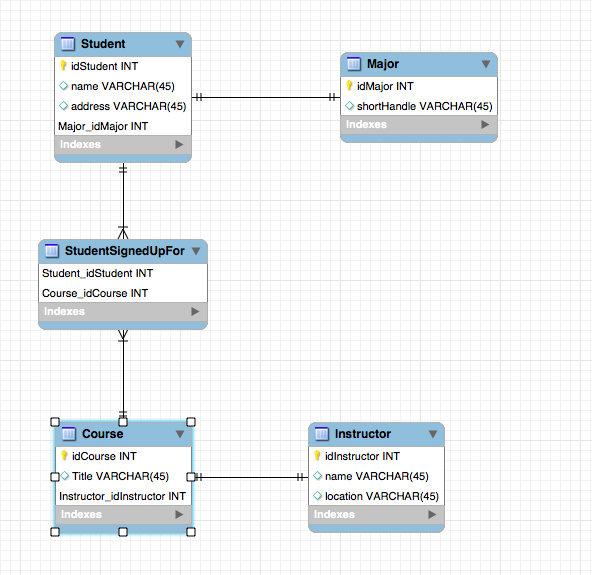 Student
idStudent INT
name VARCHAR(45)
address VARCHAR(45)
Major_idMajor INT
Indexes
Major
idMajor INT
shortHandle VARCHAR(45)
Indexes
StudentSignedUpFor
Student_idStudent INT
Course_idCourse INT
Indexes
Course
idCourse INT
Title VARCHAR(45)
Instructor_idInstructor INT
Indexes
Instructor
idInstructor INT
name VARCHAR(45)
location VARCHAR(45)
Indexes